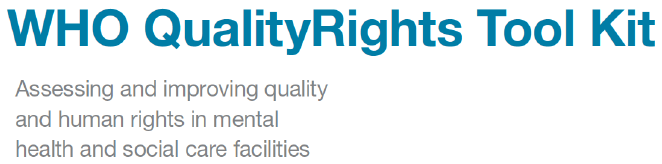 WHO QualityRights Tool Kit
Assessing and improving quality
and human rights in mental
health and social care facilities